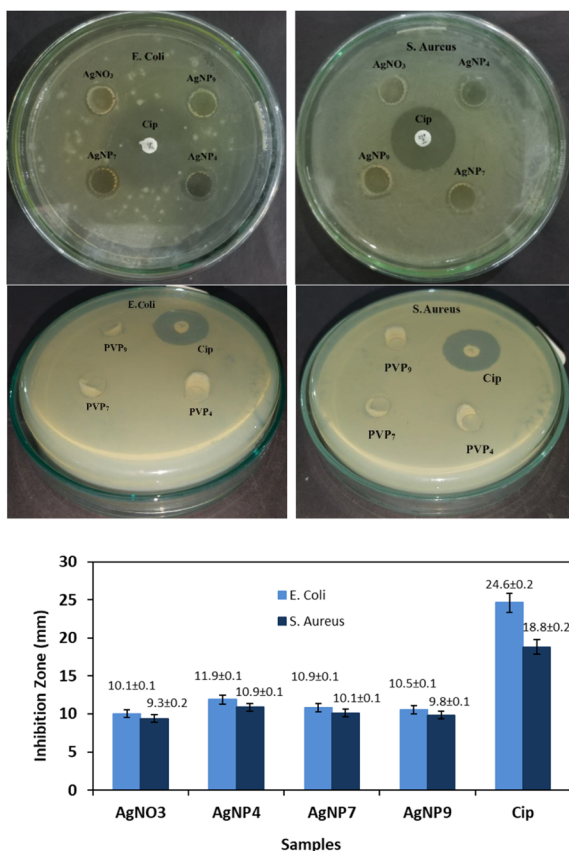 E. Coli
AgNO₃ AgNP₉
Cip
AgNP₇ AgNP₄
S. Aureus
AgNO₃ AgNP₄
Cip
AgNP₉ AgNP₇
E.Coli
PVP₉ Cip
PVP₇ PVP₄
S.Aureus
PVP₉ Cip
PVP₇ PVP₄
30
25
20
15
10
5
0
Inhibition Zone (mm)
E. Coli
S. Aureus
10.1±0.1
9.3±0.2
11.9±0.1
10.9±0.1
10.9±0.1
10.1±0.1
10.5±0.1
9.8±0.1
24.6±0.2
18.8±0.2
AgNO3 AgNP4 AgNP7 AgNP9 Cip
Samples